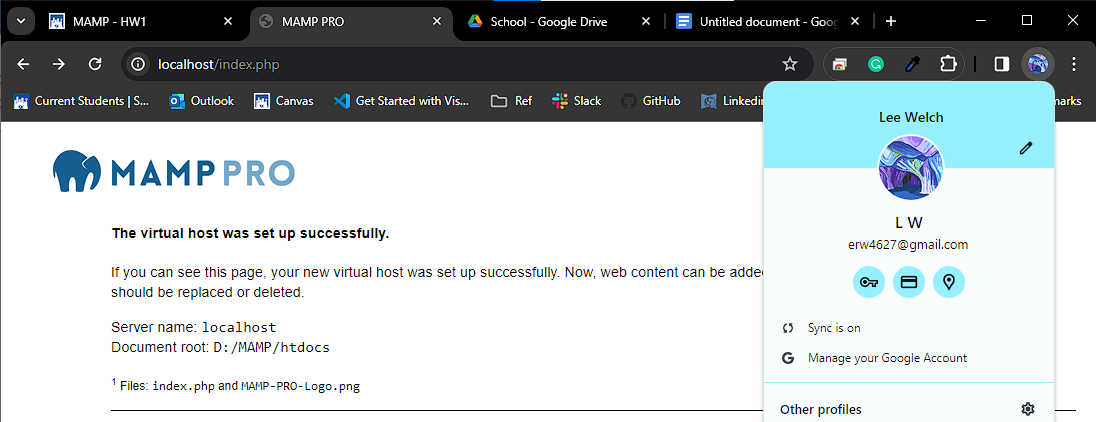 MAMP - HW1
MAMP PRO
School - Google Drive
Untitled document - Goo
localhost/index.php
Current Students | S...
Outlook
Canvas
Get Started with Vis...
Ref
Slack
GitHub
Linkedin
marks
MAMP PRO
The virtual host was set up successfully.
If you can see this page, your new virtual host was set up successfully. Now, web content can be added
should be replaced or deleted.
Server name: localhost
Document root: D:/MAMP/htdocs
1 Files: index.php and MAMP-PRO-Logo.png
Lee Welch
L W
erw4627@gmail.com
Sync is on
Manage your Google Account
Other profiles